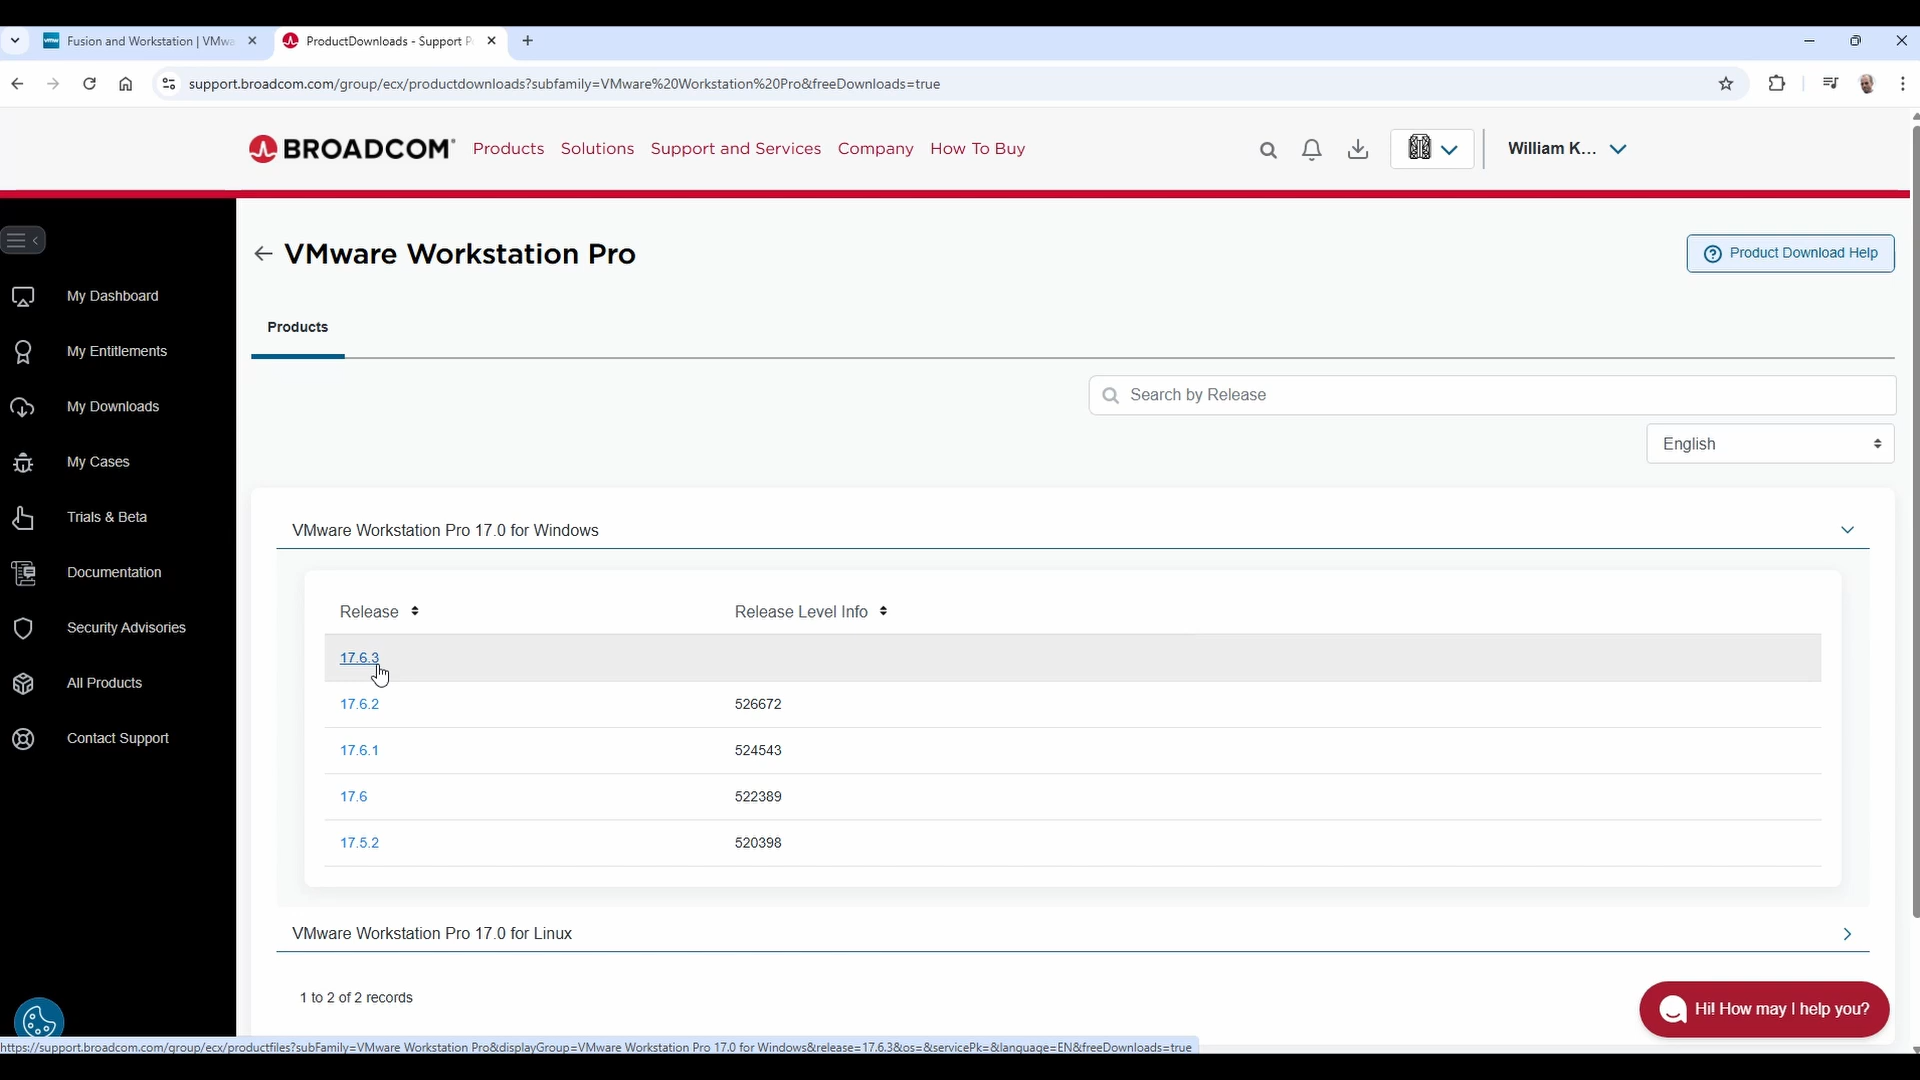 Fusion and Workstation | VMwa
ProductDownloads - Support P
support.broadcom.com/group/ecx/productdownloads?subfamily=VMware%20Workstation%20Pro&freeDownloads=true
BROADCOM
Products
Solutions
Support and Services
Company
How To Buy
William K...
My Dashboard
My Entitlements
My Downloads
My Cases
Trials & Beta
Documentation
Security Advisories
All Products
Contact Support
VMware Workstation Pro
Product Download Help
Products
Search by Release
English
VMware Workstation Pro 17.0 for Windows
Release
Release Level Info
17.6.3
17.6.2 526672
17.6.1 524543
17.6 522389
17.5.2 520398
VMware Workstation Pro 17.0 for Linux
1 to 2 of 2 records
Hi! How may I help you?
https://support.broadcom.com/group/ecx/productfiles?subFamily=VMware Workstation Pro&displayGroup=VMware Workstation Pro 17.0 for Windows&release=17.6.3&os=&servicePk=&language=EN&freeDownloads=true